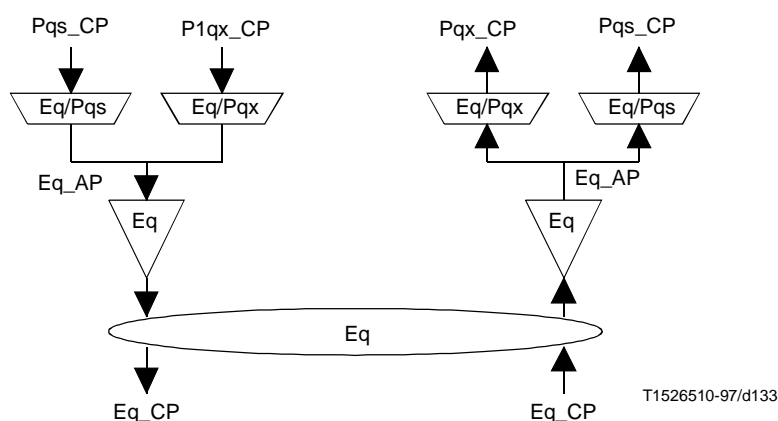 Pqs_CP P1qx_CP Pqx_CP Pqs_CP
Eq/Pqs Eq/Pqx Eq/Pqx Eq/Pqs
Eq_AP Eq_AP
Eq Eq
Eq
Eq_CP Eq_CP
T1526510-97/d133